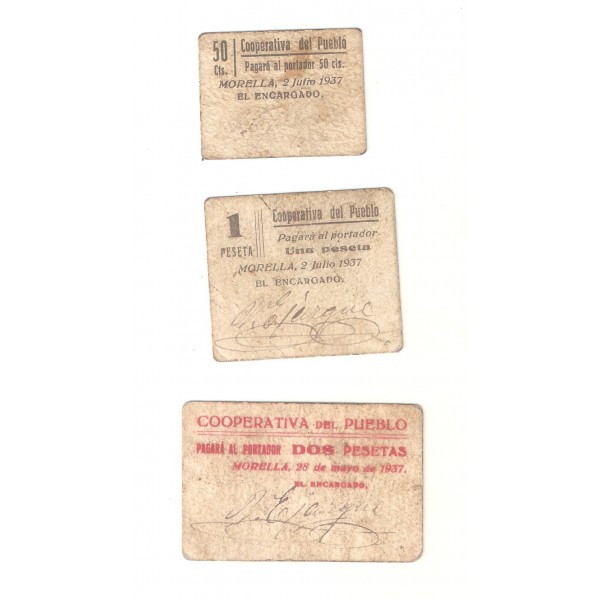 50
Cts.
Cooperativa del Pueblo
Pagará al portador 50 cts.
MORELLA, 2 Julio 1937
EL ENCARGADO,
1
PESETA
Cooperativa del Pueblo
Pagará al portador
Una peseta
MORELLA, 2 Julio 1937
EL ENCARGADO.
COOPERATIVA DEL PUEBLO
PAGARÁ AL PORTADOR DOS PESETAS
MORELLA, 28 de mayo de 1937.
EL ENCARGADO,